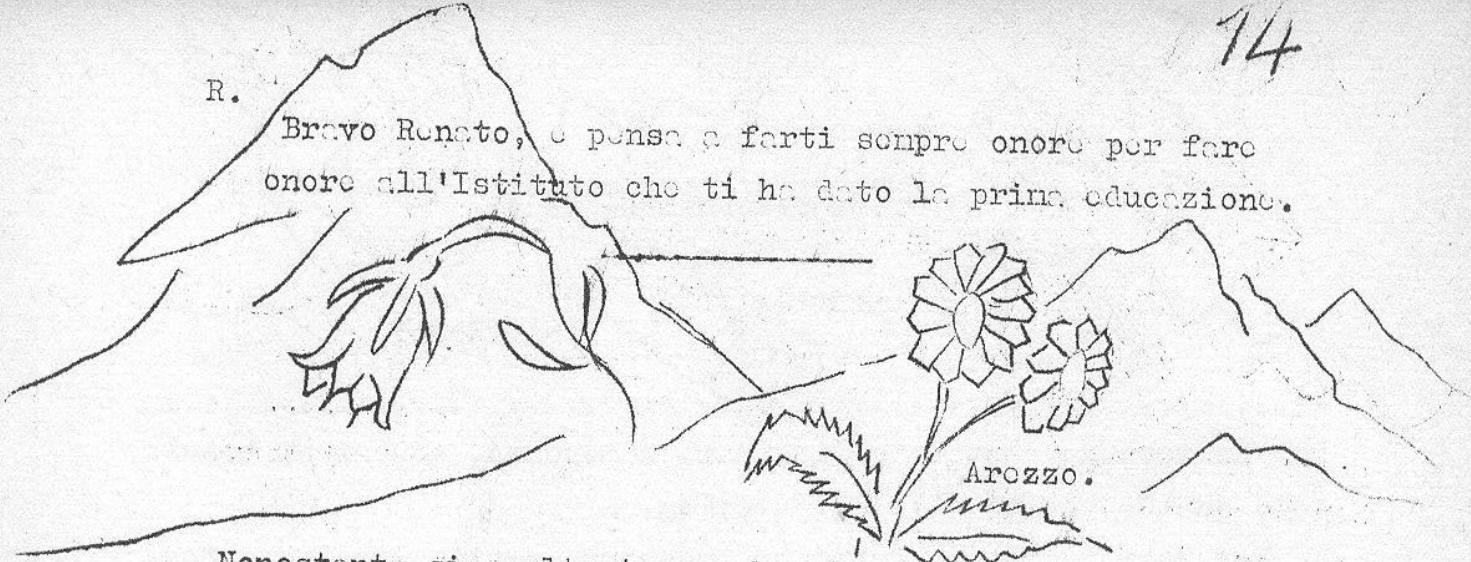 14
R.
Bravo Renato, e pensa a farti sempre onore per fare
onore all'Istituto che ti ha dato la prima educazione.
Arezzo.
Nonostante